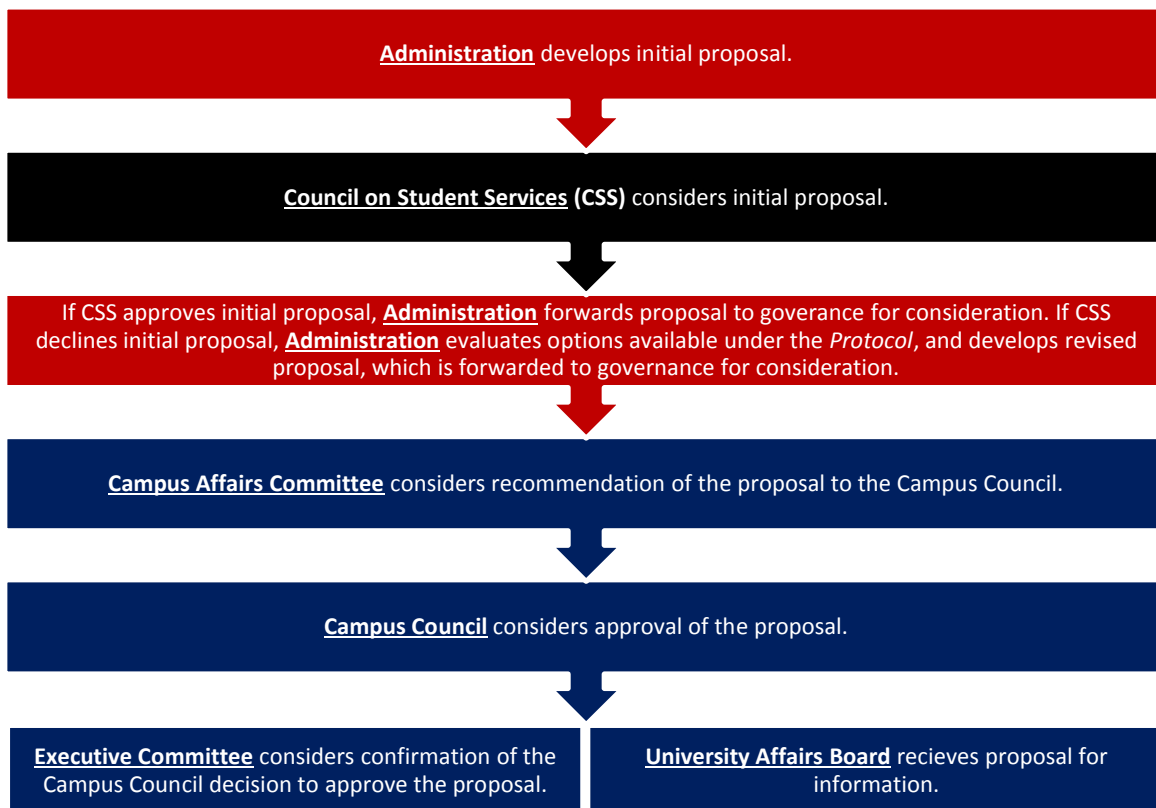 Administration develops initial proposal.
Council on Student Services (CSS) considers initial proposal.
If CSS approves initial proposal, Administration forwards proposal to goverance for consideration. If CSS
declines initial proposal, Administration evaluates options available under the Protocol, and develops revised
proposal, which is forwarded to governance for consideration.
Campus Affairs Committee considers recommendation of the proposal to the Campus Council.
Campus Council considers approval of the proposal.
Executive Committee considers confirmation of the
Campus Council decision to approve the proposal.
University Affairs Board recieves proposal for
information.